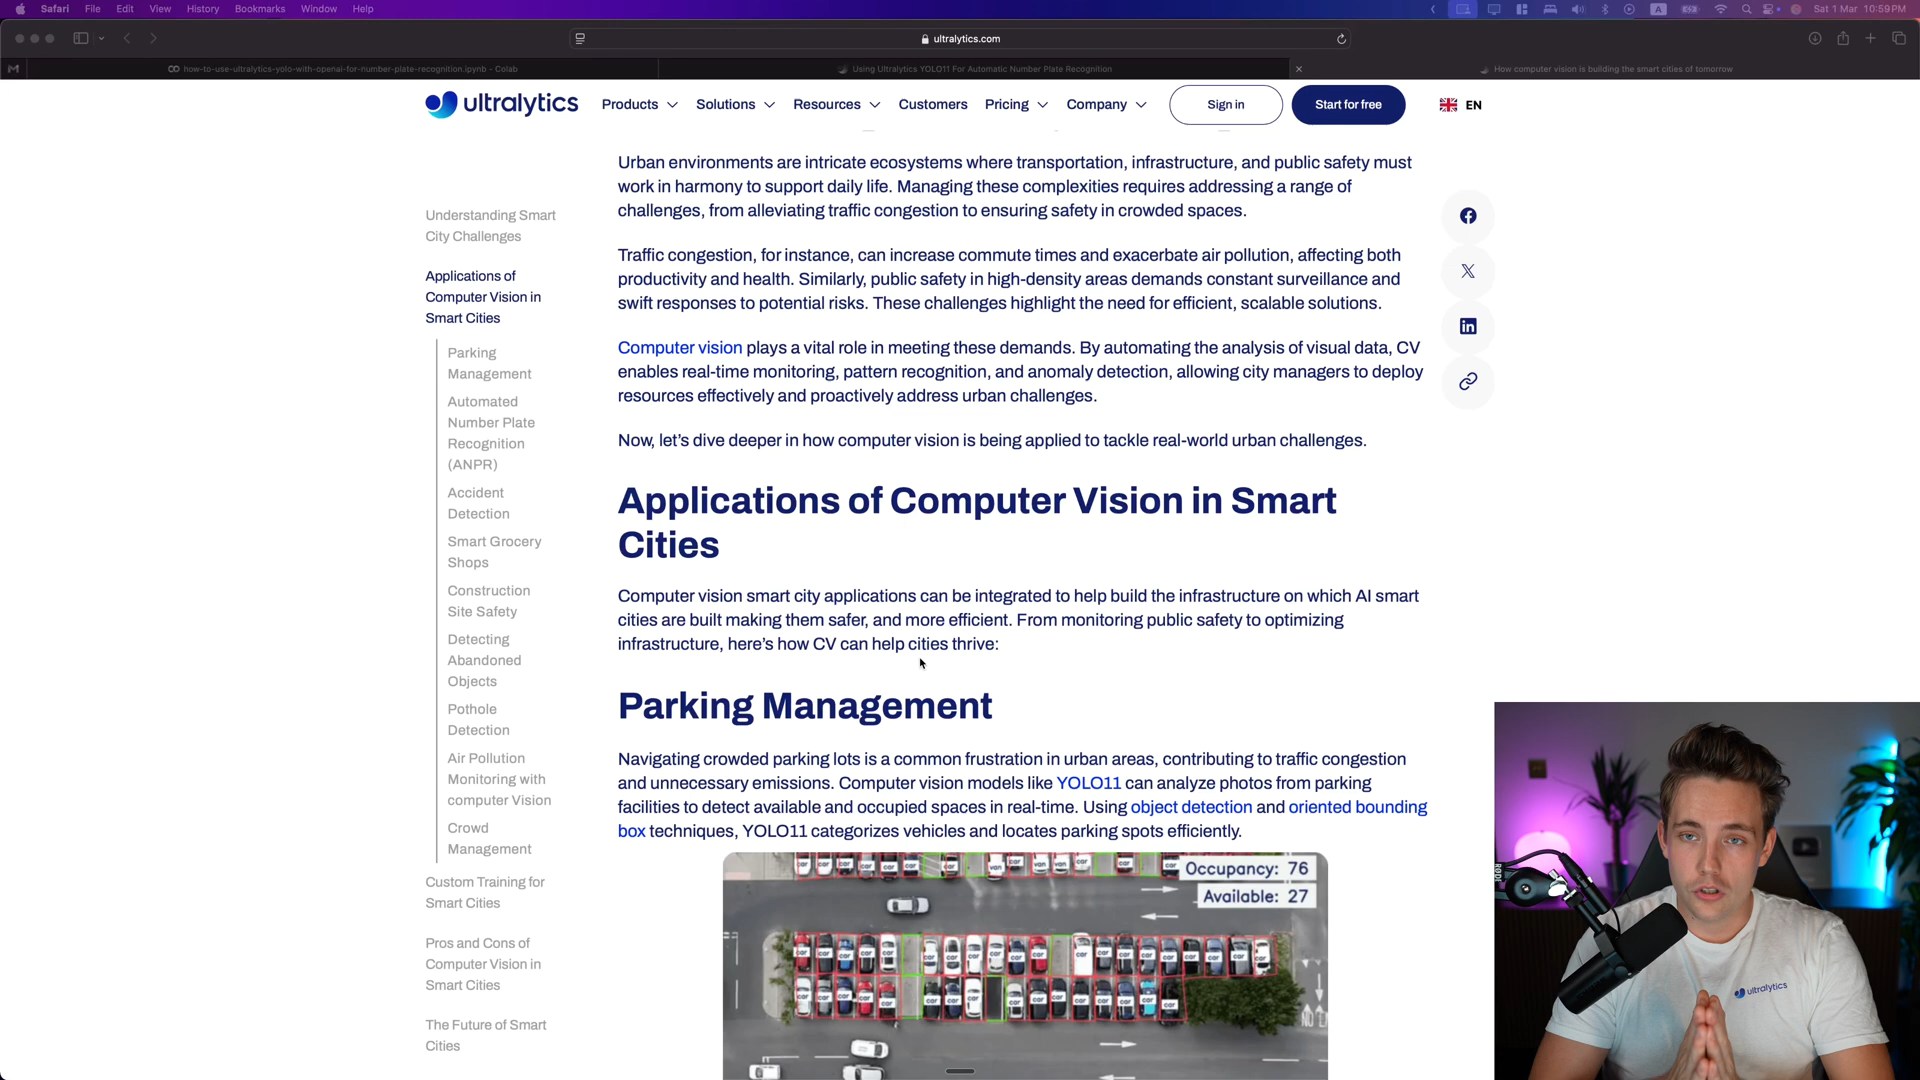 Safari File Edit View History Bookmarks Window Help
Sat 1 Mar 10:59 PM
ultralytics.com
how-to-use-ultralytics-yolo-with-openai-for-number-plate-recognition.ipynb - Colab
Using Ultralytics YOLO11 For Automatic Number Plate Recognition
How computer vision is building the smart cities of tomorrow
ultralytics
Products
Solutions
Resources
Customers
Pricing
Company
Sign in
Start for free
EN
Understanding Smart
City Challenges
Applications of
Computer Vision in
Smart Cities
Parking
Management
Automated
Number Plate
Recognition
(ANPR)
Accident
Detection
Smart Grocery
Shops
Construction
Site Safety
Detecting
Abandoned
Objects
Pothole
Detection
Air Pollution
Monitoring with
computer Vision
Crowd
Management
Custom Training for
Smart Cities
Pros and Cons of
Computer Vision in
Smart Cities
The Future of Smart
Cities
Urban environments are intricate ecosystems where transportation, infrastructure, and public safety must
work in harmony to support daily life. Managing these complexities requires addressing a range of
challenges, from alleviating traffic congestion to ensuring safety in crowded spaces.
Traffic congestion, for instance, can increase commute times and exacerbate air pollution, affecting both
productivity and health. Similarly, public safety in high-density areas demands constant surveillance and
swift responses to potential risks. These challenges highlight the need for efficient, scalable solutions.
Computer vision plays a vital role in meeting these demands. By automating the analysis of visual data, CV
enables real-time monitoring, pattern recognition, and anomaly detection, allowing city managers to deploy
resources effectively and proactively address urban challenges.
Now, let's dive deeper in how computer vision is being applied to tackle real-world urban challenges.
Applications of Computer Vision in Smart
Cities
Computer vision smart city applications can be integrated to help build the infrastructure on which AI smart
cities are built making them safer, and more efficient. From monitoring public safety to optimizing
infrastructure, here's how CV can help cities thrive:
Parking Management
Navigating crowded parking lots is a common frustration in urban areas, contributing to traffic congestion
and unnecessary emissions. Computer vision models like YOLO11 can analyze photos from parking
facilities to detect available and occupied spaces in real-time. Using object detection and oriented bounding
box techniques, YOLO11 categorizes vehicles and locates parking spots efficiently.
Occupancy: 76
Available: 27
ultralytics